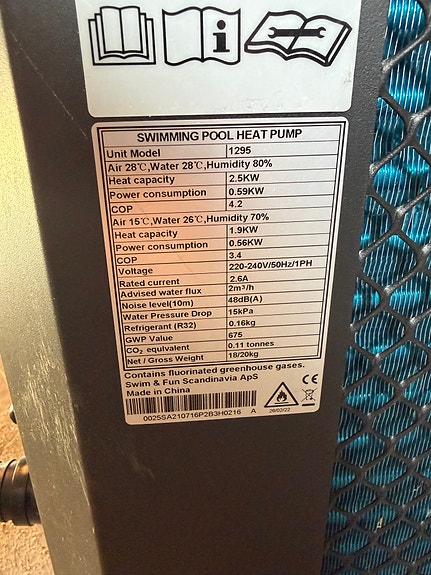 SWIMMING POOL HEAT PUMP
Unit Model 1295
Air 28℃,Water 28℃,Humidity 80%
Heat capacity 2.5KW
Power consumption 0.59KW
COP 4.2
Air 15℃,Water 26℃,Humidity 70%
Heat capacity 1.9KW
Power consumption 0.56KW
COP 3.4
Voltage 220-240V/50Hz/1PH
Rated current 2.6A
Advised water flux 2m³/h
Noise level(10m) 48dB(A)
Water Pressure Drop 15kPa
Refrigerant (R32) 0.16kg
GWP Value 675
CO₂ equivalent 0.11 tonnes
Net / Gross Weight 18/20kg
Contains fluorinated greenhouse gases.
Swim & Fun Scandinavia ApS
Made in China
CE
0025SA210716P2B3H0216 A
26/02/22